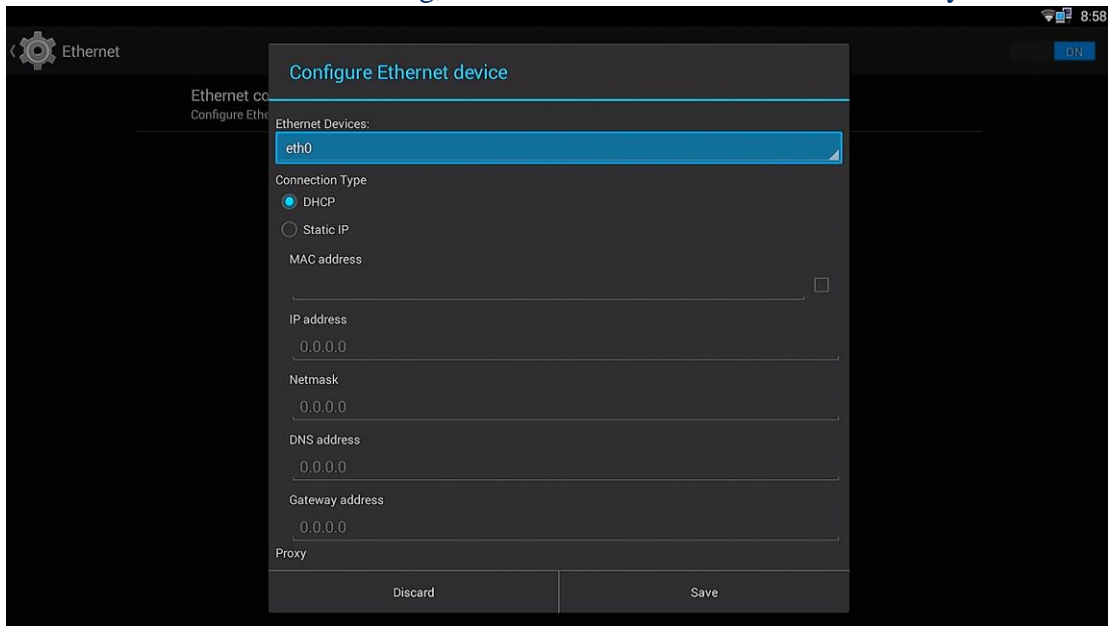 8:58
Ethernet
ON
Configure Ethernet device
Ethernet co
Configure Ethe
Ethernet Devices:
eth0
Connection Type
DHCP
Static IP
MAC address
IP address
0.0.0.0
Netmask
0.0.0.0
DNS address
0.0.0.0
Gateway address
0.0.0.0
Proxy
Discard
Save